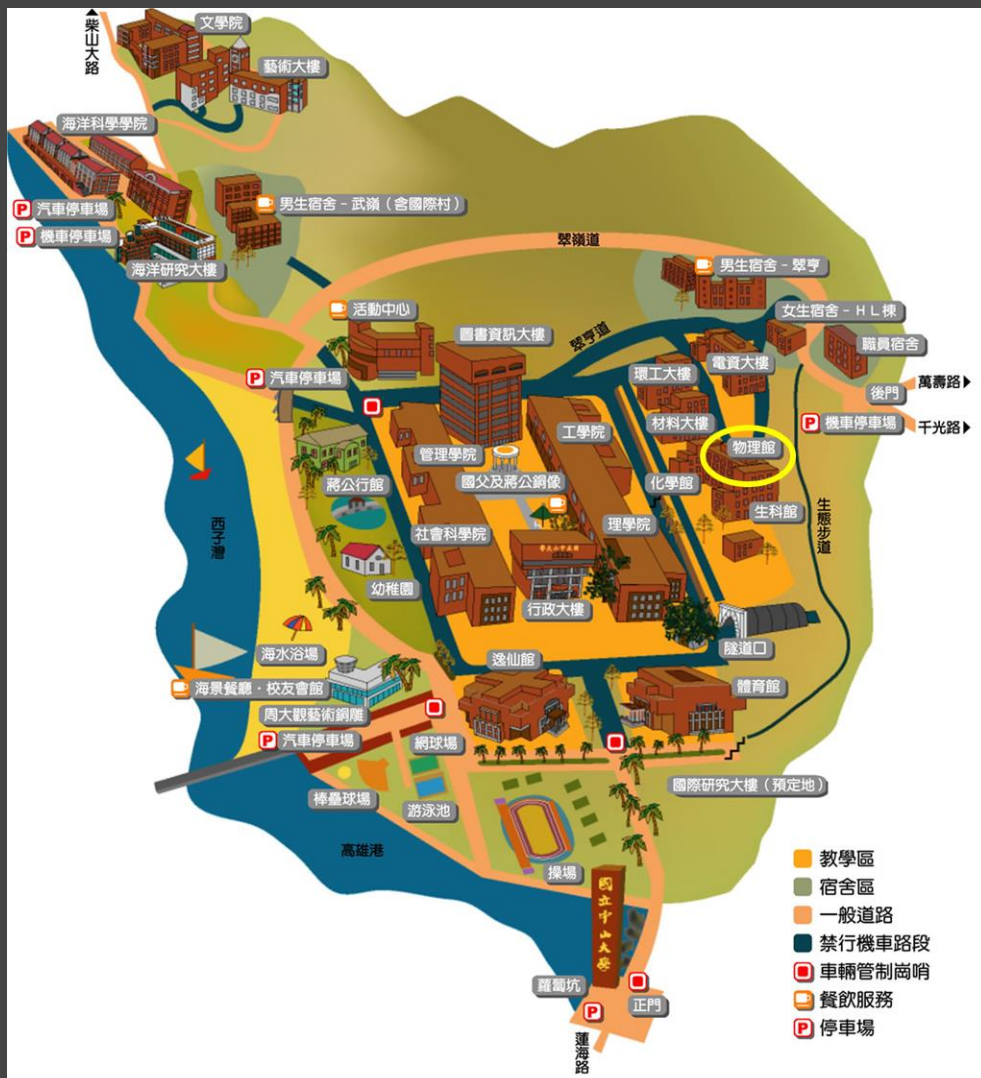 柴山大路
文學院
藝術大樓
海洋科學學院
汽車停車場
機車停車場
海洋研究大樓
男生宿舍-武嶺(含國際村)
翠嶺道
男生宿舍-翠亨
活動中心
圖書資訊大樓
翠亨道
女生宿舍-HL棟
電資大樓
職員宿舍
環工大樓
萬壽路
後門
千光路
汽車停車場
材料大樓
機車停車場
工學院
管理學院
物理館
國父及蔣公銅像
化學館
蔣公行館
生科館
生態步道
西子灣
社會科學院
理學院
國立中山大學
幼稚園
行政大樓
隧道口
海水浴場
逸仙館
海景餐廳·校友會館
體育館
周大觀藝術銅雕
汽車停車場
網球場
國際研究大樓(預定地)
棒壘球場
游泳池
高雄港
操場
國立中山大學
蘿蔔坑
正門
蓮海路
教學區
宿舍區
一般道路
禁行機車路段
車輛管制崗哨
餐飲服務
P 停車場